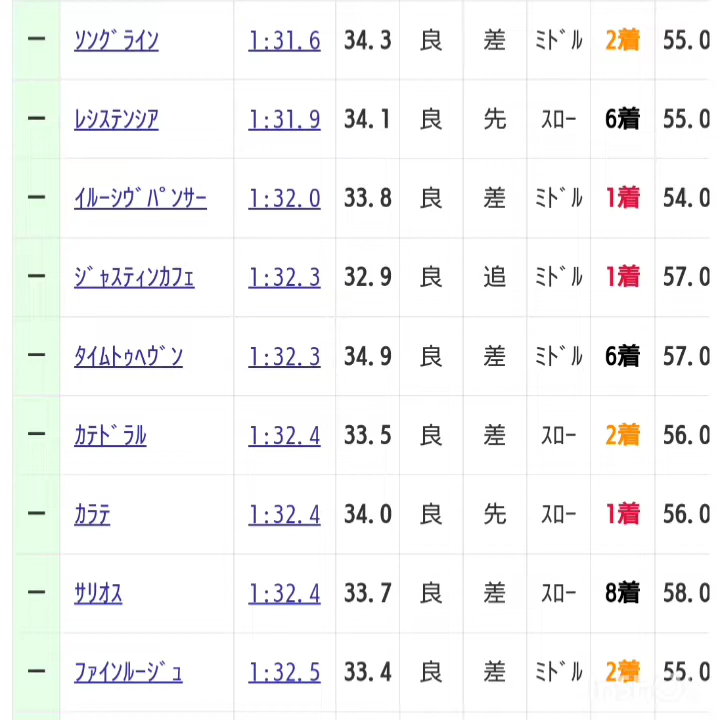 ― ｿﾝｸﾞﾗｲﾝ 1:31.6 34.3 良 差 ﾐﾄﾞﾙ 2着 55.0
― ﾚｼｽﾃﾝｼｱ 1:31.9 34.1 良 先 ｽﾛｰ 6着 55.0
― ｲﾙｰｼｳﾞﾊﾟﾝｻｰ 1:32.0 33.8 良 差 ﾐﾄﾞﾙ 1着 54.0
― ｼﾞｬｽﾃｨﾝｶﾌｪ 1:32.3 32.9 良 追 ﾐﾄﾞﾙ 1着 57.0
― ﾀｲﾑﾄｩﾍｳﾞﾝ 1:32.3 34.9 良 差 ﾐﾄﾞﾙ 6着 57.0
― ｶﾃﾄﾞﾗﾙ 1:32.4 33.5 良 差 ｽﾛｰ 2着 56.0
― ｶﾗﾃ 1:32.4 34.0 良 先 ｽﾛｰ 1着 56.0
― ｻﾘｵｽ 1:32.4 33.7 良 差 ｽﾛｰ 8着 58.0
― ﾌｧｲﾝﾙｰｼﾞｭ 1:32.5 33.4 良 差 ﾐﾄﾞﾙ 2着 55.0